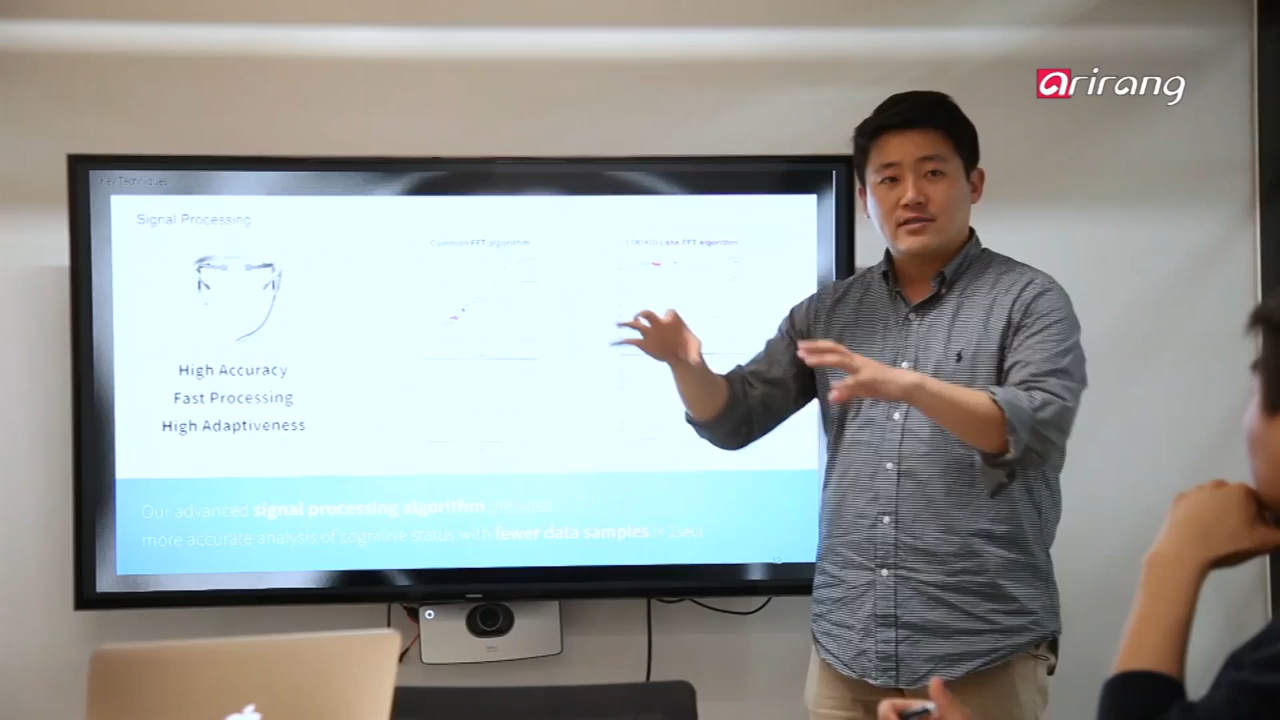 arirang
Key Techniques
Signal Processing
Common FFT algorithm
FFT algorithm
High Accuracy
Fast Processing
High Adaptiveness
Our advanced signal processing algorithm
more accurate analysis of cognitive status with fewer data samples